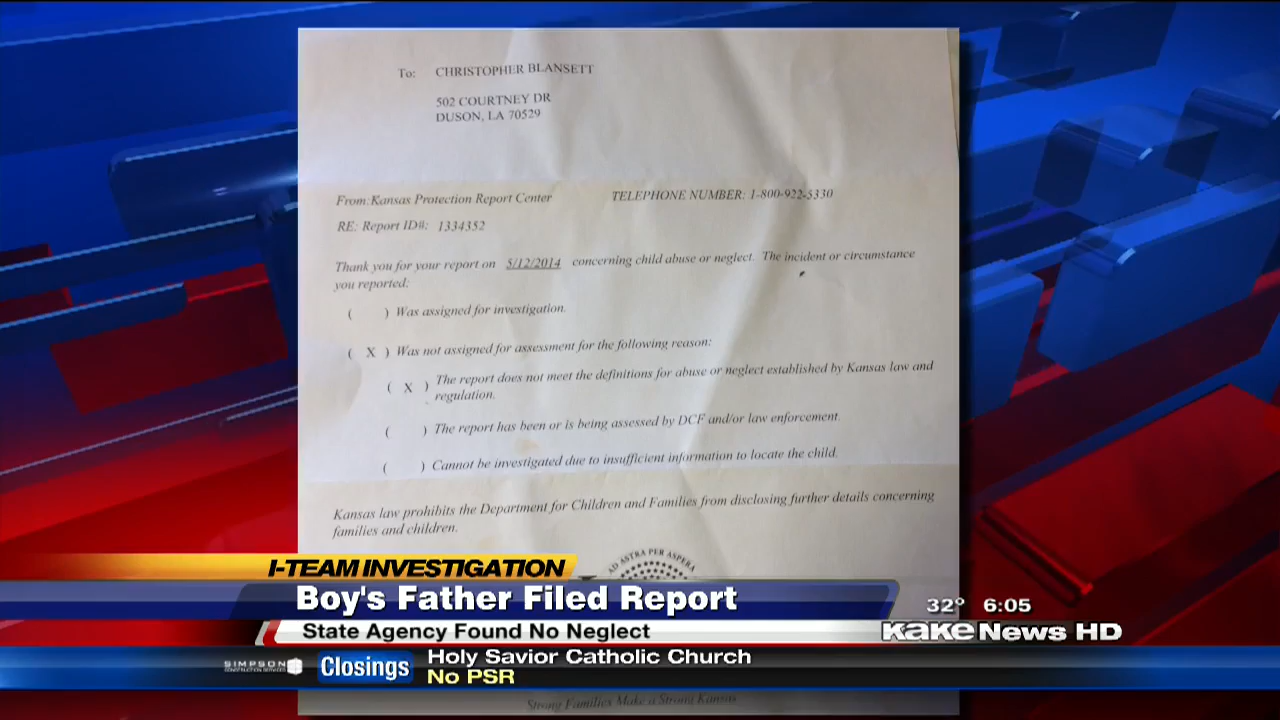 To: CHRISTOPHER BLANSETT
502 COURTNEY DR
DUSON, LA 70529
From:Kansas Protection Report Center TELEPHONE NUMBER: 1-800-922-5330
RE: Report ID#: 1334352
Thank you for your report on 5/12/2014 concerning child abuse or neglect. The incident or circumstance
you reported:
( ) Was assigned for investigation.
( X ) Was not assigned for assessment for the following reason:
( X ) The report does not meet the definitions for abuse or neglect established by Kansas law and
regulation.
( ) The report has been or is being assessed by DCF and/or law enforcement.
( ) Cannot be investigated due to insufficient information to locate the child.
Kansas law prohibits the Department for Children and Families from disclosing further details concerning
families and children.
AD ASTRA PER ASPERA
I-TEAM INVESTIGATION
Boy's Father Filed Report
32° 6:05
State Agency Found No Neglect
KAKE NEWS HD
SIMPSON
CONSTRUCTION SERVICES
Closings
Holy Savior Catholic Church
No PSR
Strong Families Make a Strong Kansas